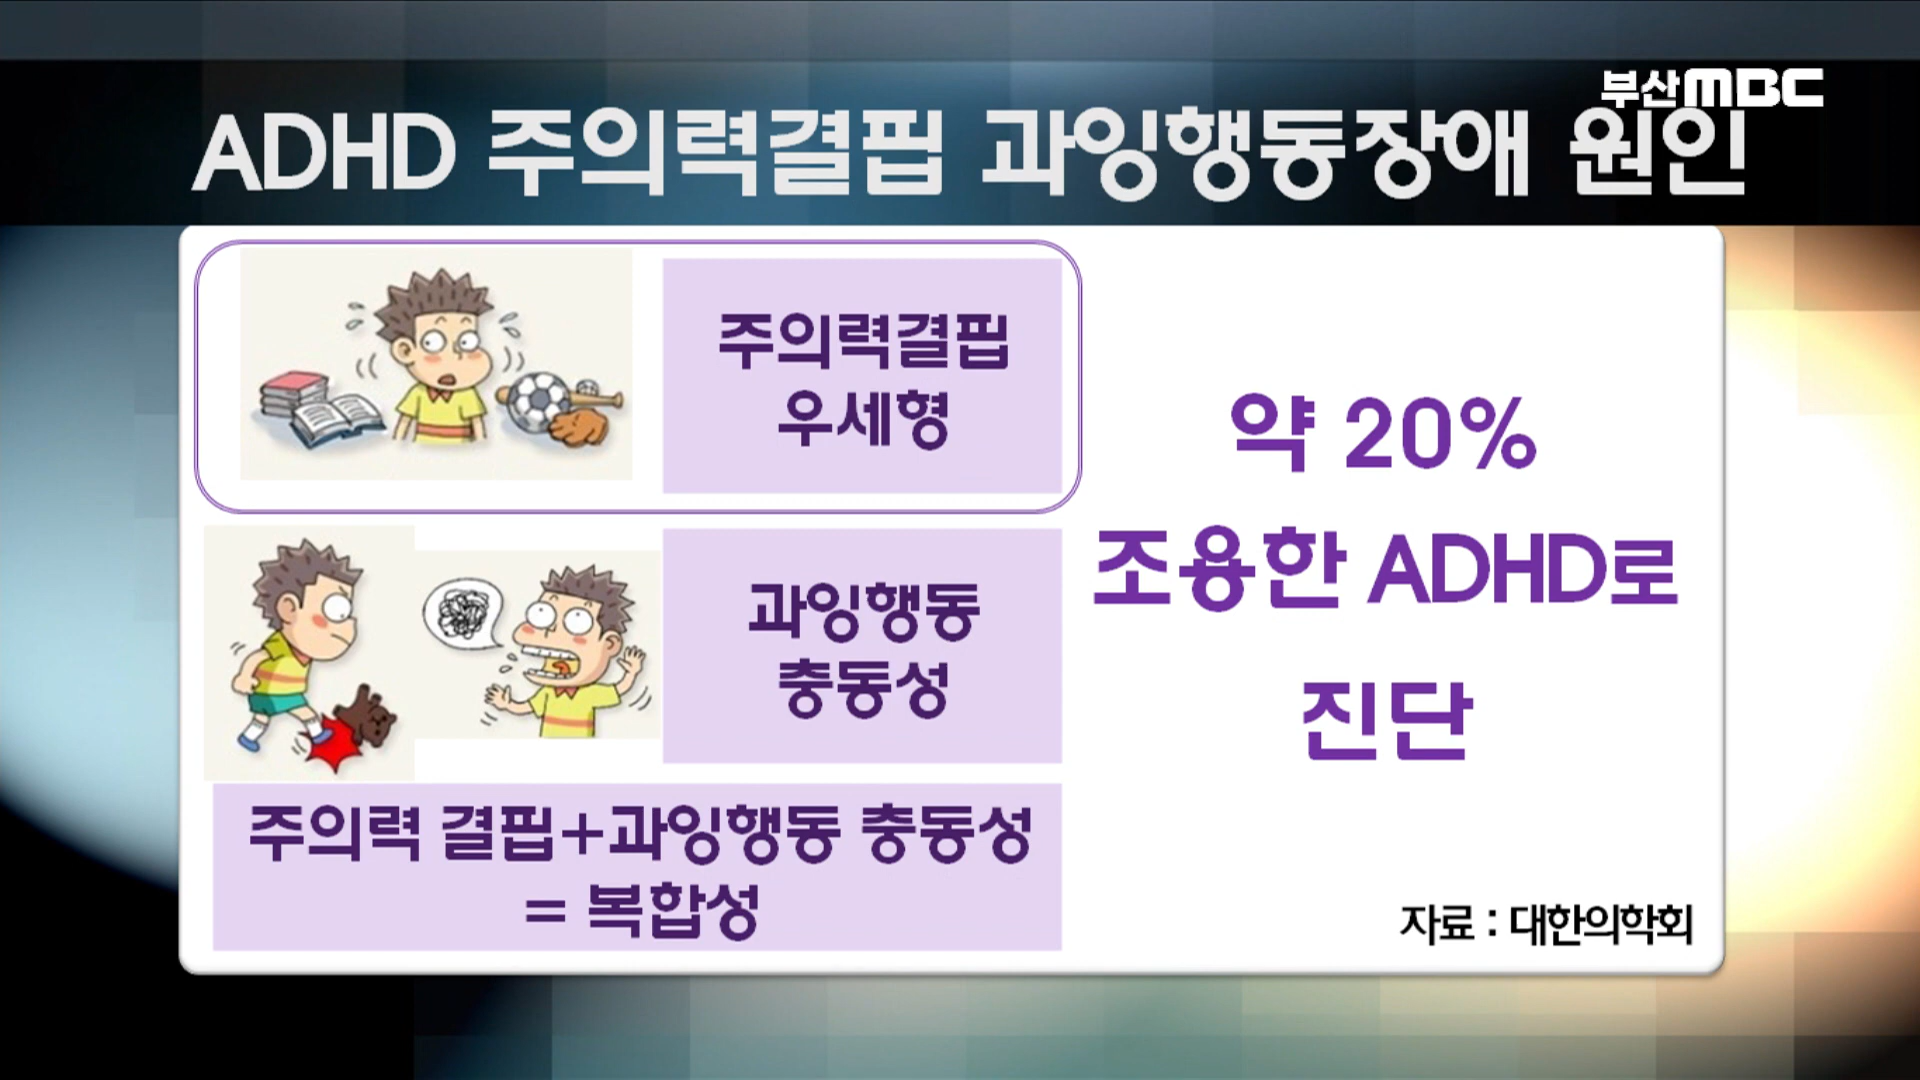 부산MBC
ADHD 주의력결핍 과잉행동장애 원인
주의력결핍
우세형
과잉행동
충동성
주의력 결핍+과잉행동 충동성
= 복합성
약 20%
조용한 ADHD로
진단
자료 : 대한의학회